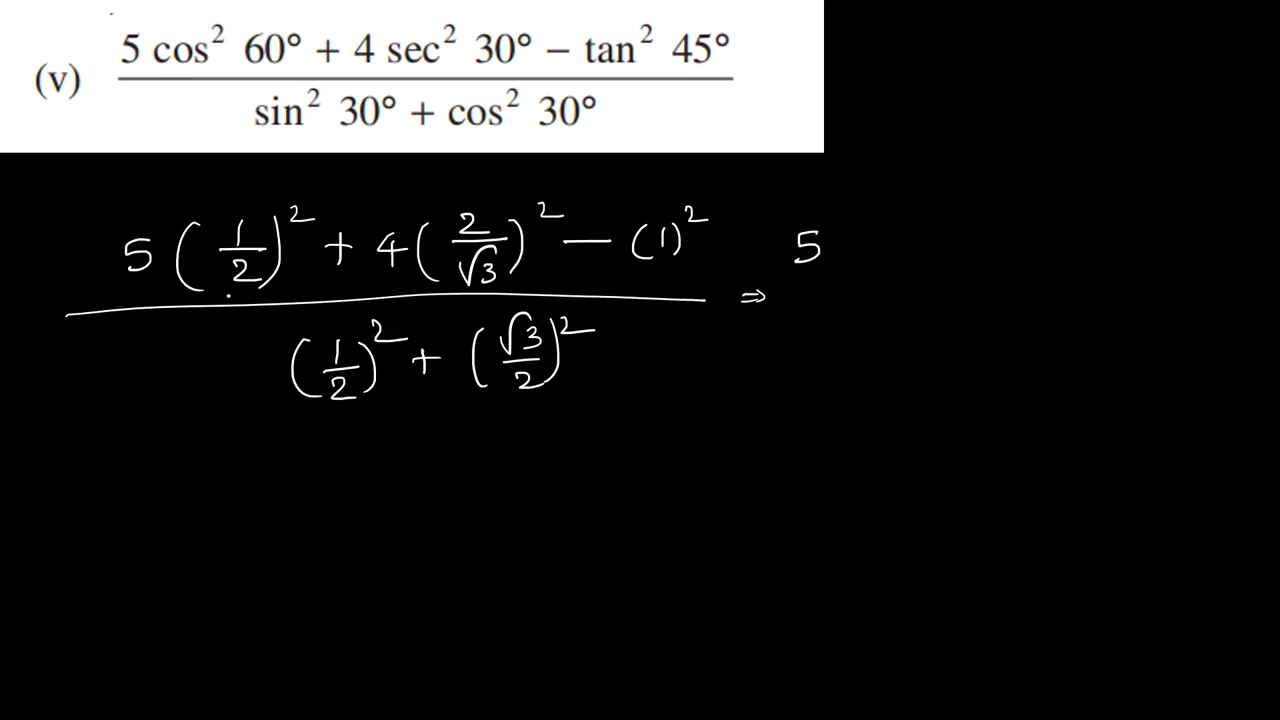 (v) 5 cos² 60° + 4 sec² 30° − tan² 45°
sin² 30° + cos² 30°
5 (1/2)² + 4 (2/√3)² − (1)² ⇒ 5
(1/2)² + (√3/2)²